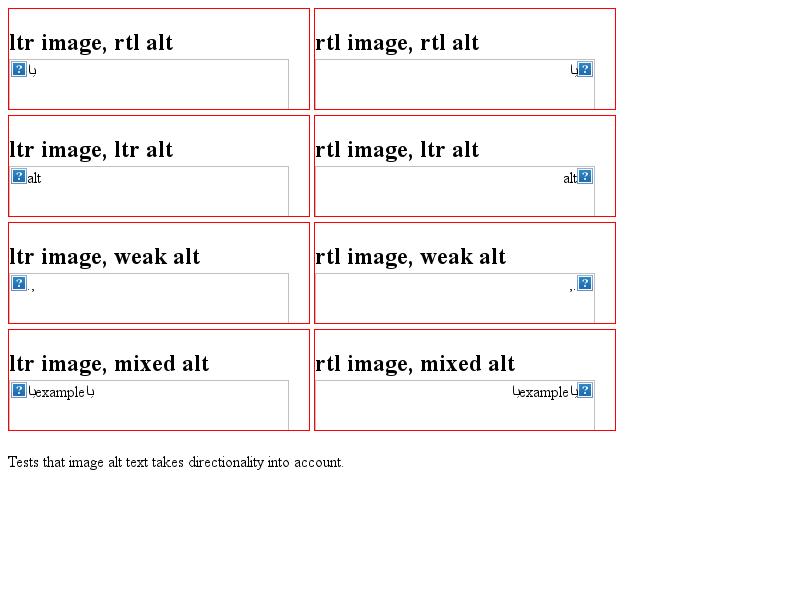 ltr image, rtl alt
با
rtl image, rtl alt
با
ltr image, ltr alt
alt
rtl image, ltr alt
alt
ltr image, weak alt
.,
rtl image, weak alt
.,
ltr image, mixed alt
باexampleبا
rtl image, mixed alt
باexampleبا
Tests that image alt text takes directionality into account.